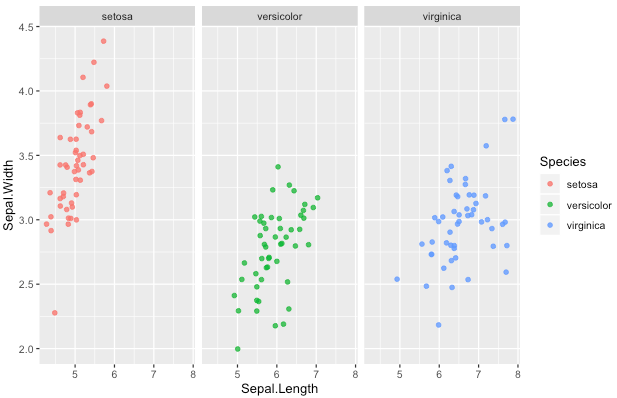 setosa versicolor virginica
4.5
4.0
3.5
3.0
2.5
2.0
Sepal.Width
5 6 7 8 5 6 7 8 5 6 7 8
Sepal.Length
Species
setosa
versicolor
virginica